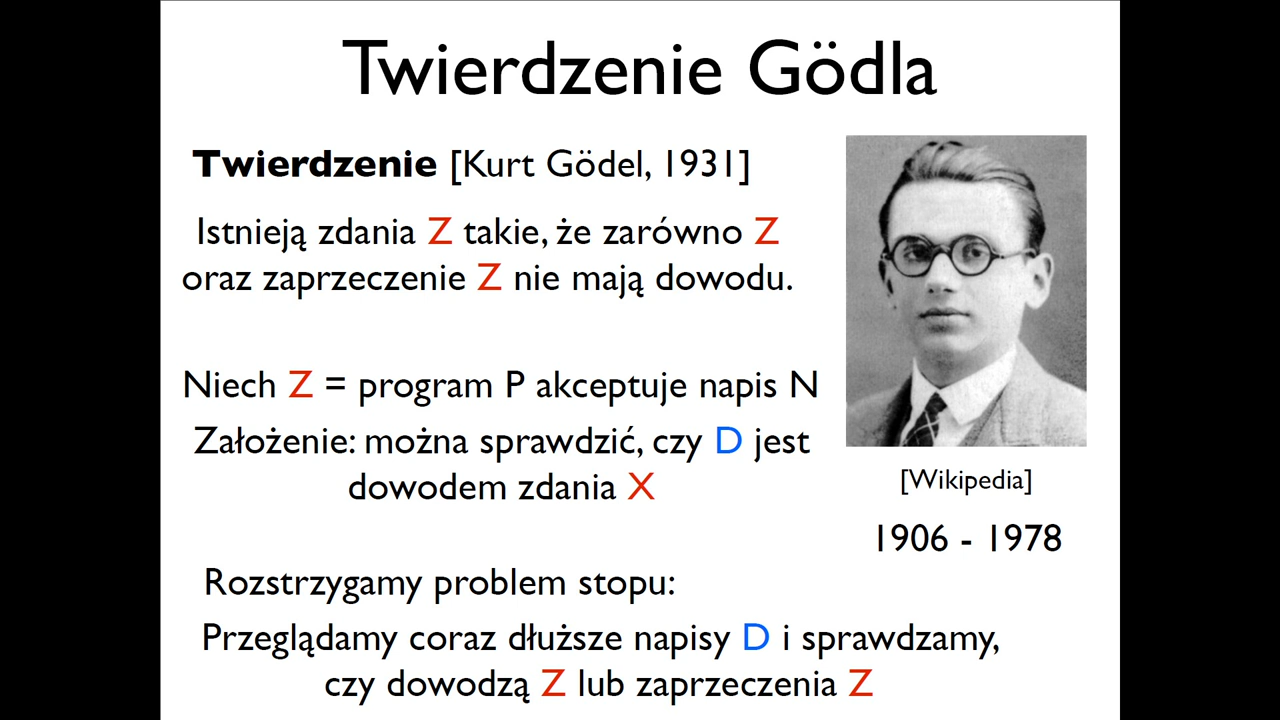 Twierdzenie Gödla
Twierdzenie [Kurt Gödel, 1931]
Istnieją zdania Z takie, że zarówno Z
oraz zaprzeczenie Z nie mają dowodu.
Niech Z = program P akceptuje napis N
Założenie: można sprawdzić, czy D jest
dowodem zdania X
[Wikipedia]
1906 - 1978
Rozstrzygamy problem stopu:
Przeglądamy coraz dłuższe napisy D i sprawdzamy,
czy dowodzą Z lub zaprzeczenia Z